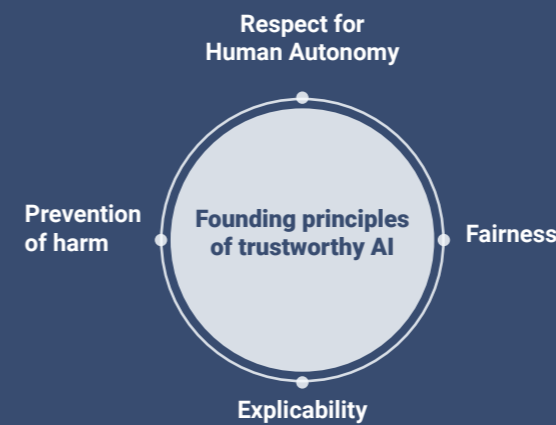 Respect for
Human Autonomy
Prevention
of harm
Founding principles
of trustworthy AI
Fairness
Explicability